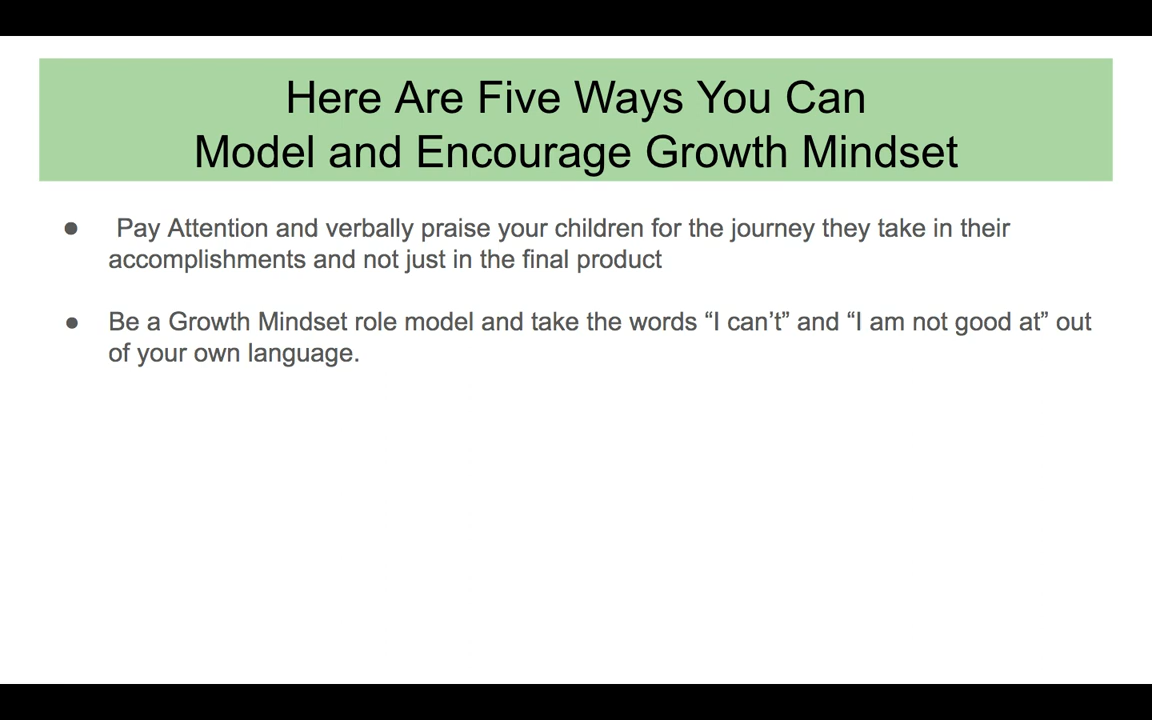 Here Are Five Ways You Can
Model and Encourage Growth Mindset
● Pay Attention and verbally praise your children for the journey they take in their
accomplishments and not just in the final product
● Be a Growth Mindset role model and take the words “I can’t” and “I am not good at” out
of your own language.